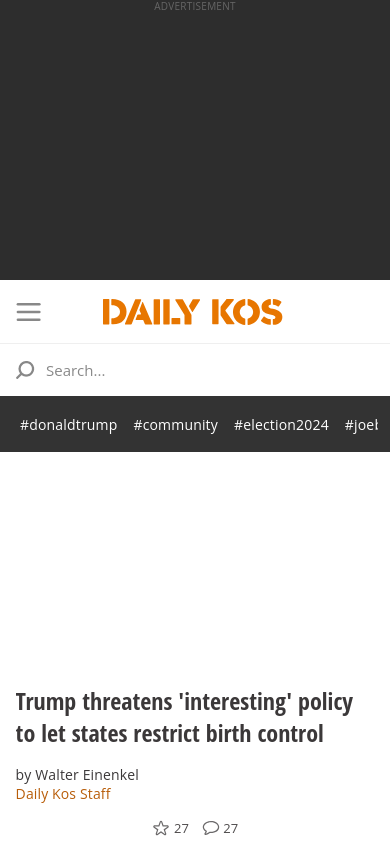 ADVERTISEMENT
DAILY KOS
Search...
#donaldtrump #community #election2024 #joeb
Trump threatens 'interesting' policy
to let states restrict birth control
by Walter Einenkel
Daily Kos Staff
27 27